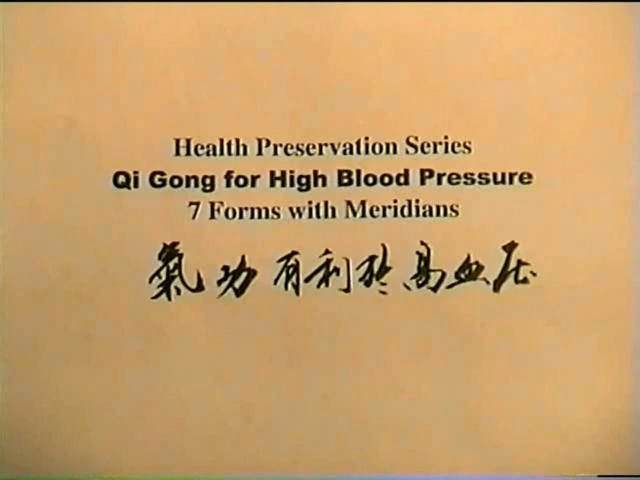 Health Preservation Series
Qi Gong for High Blood Pressure
7 Forms with Meridians
氣功有利於高血压